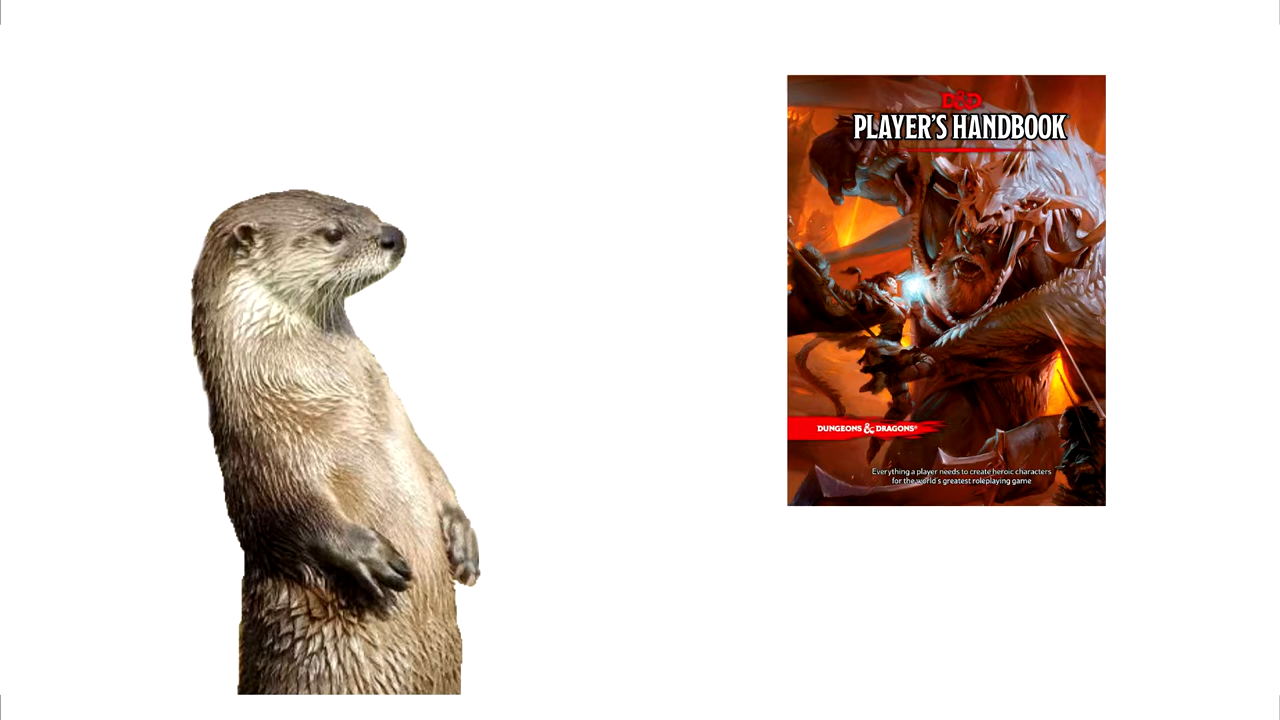 D&D
PLAYER'S HANDBOOK
DUNGEONS & DRAGONS®
Everything a player needs to create heroic characters
for the world's greatest roleplaying game